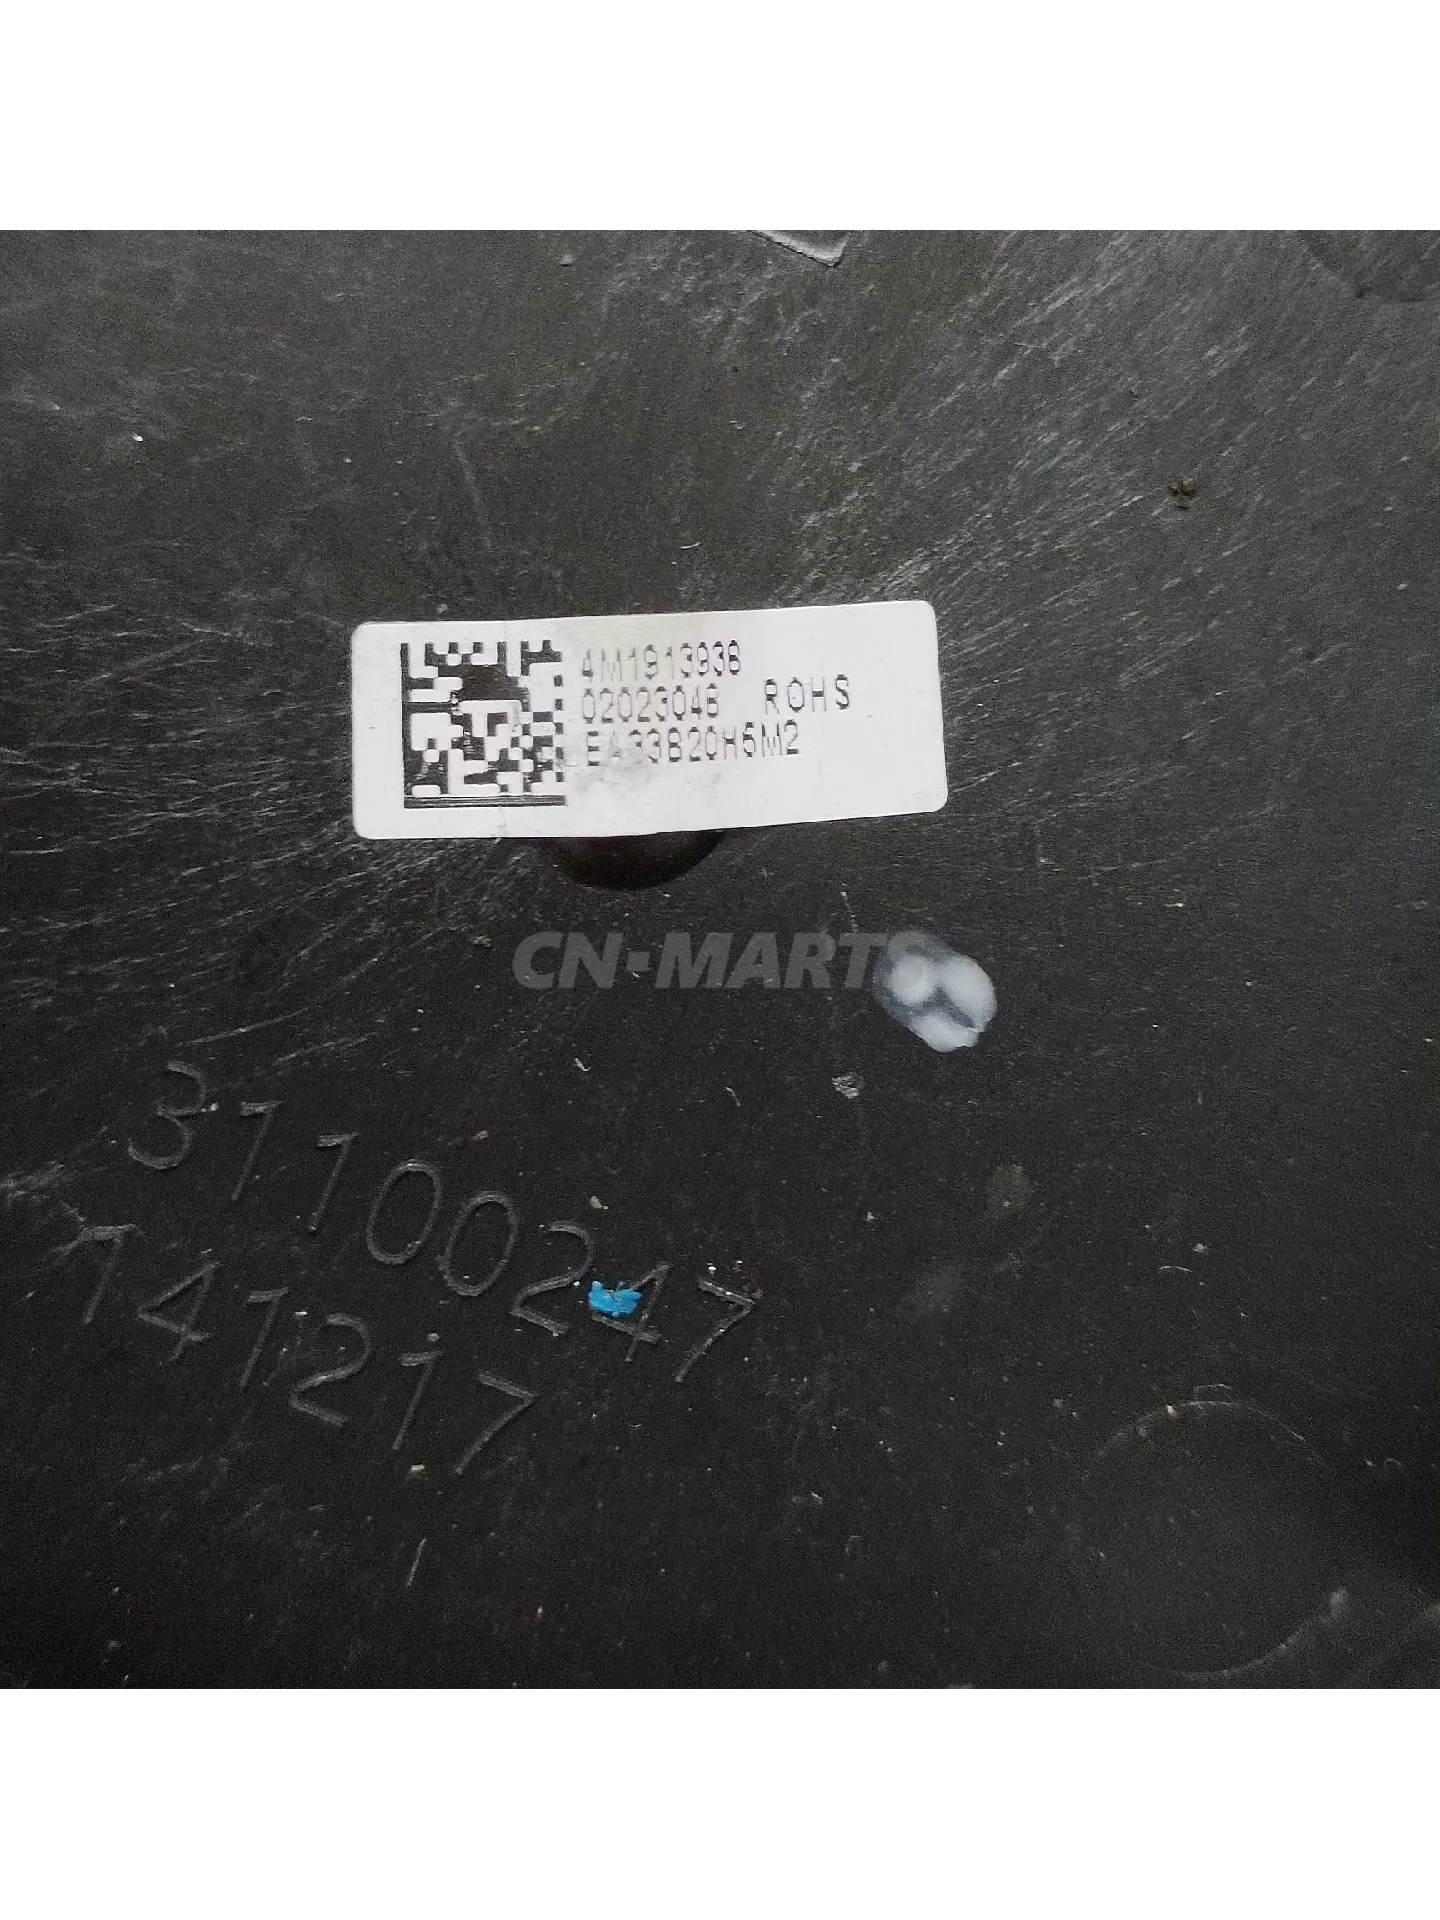 4M1913938
02023048 ROHS
EA33B20H5M2
CN-MARTS
31100247
141217